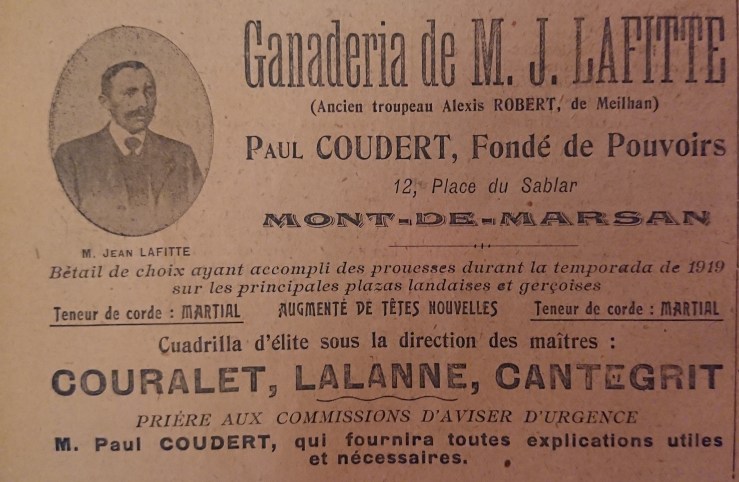 Ganaderia de M. J. LAFITTE
(Ancien troupeau Alexis ROBERT, de Meilhan)
PAUL COUDERT, Fondé de Pouvoirs
12, Place du Sablar
MONT-DE-MARSAN
M. JEAN LAFITTE
Bétail de choix ayant accompli des prouesses durant la temporada de 1919
sur les principales plazas landaises et gerçoises
Teneur de corde : MARTIAL AUGMENTÉ DE TÊTES NOUVELLES Teneur de corde : MARTIAL
Cuadrilla d'élite sous la direction des maîtres :
COURALET, LALANNE, CANTEGRIT
PRIÈRE AUX COMMISSIONS D'AVISER D'URGENCE
M. Paul COUDERT, qui fournira toutes explications utiles
et nécessaires.